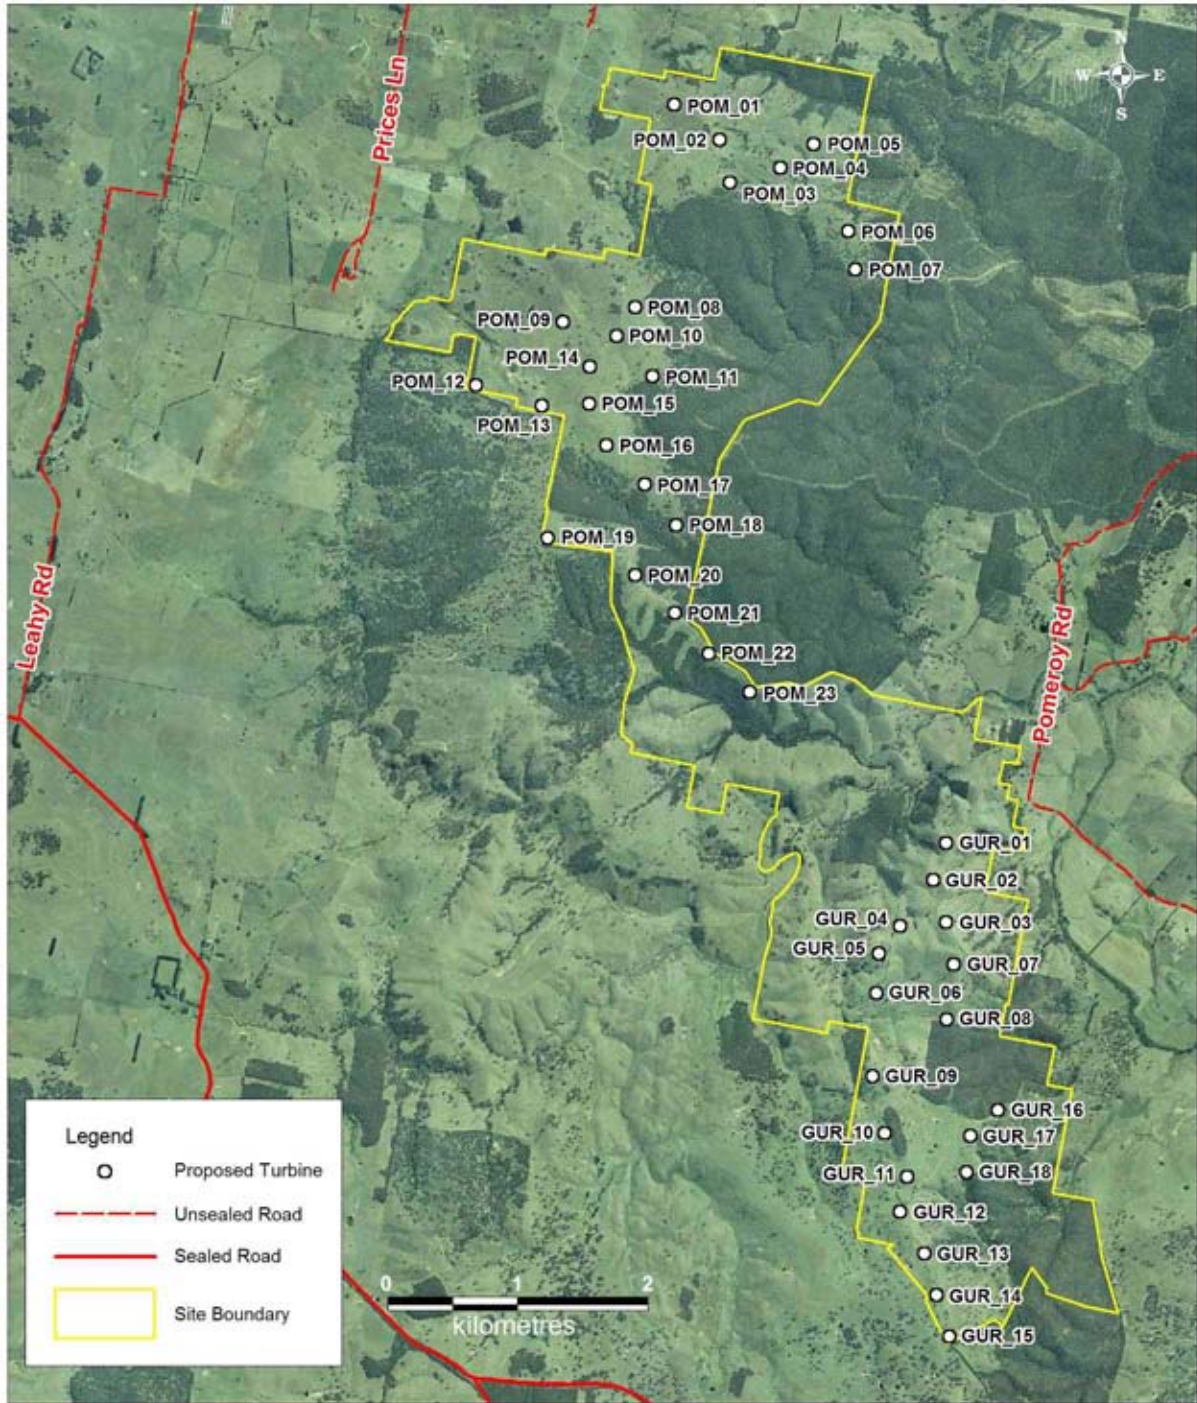 N
W E
S
Prices Ln
POM_01
POM_02
POM_05
POM_04
POM_03
POM_06
POM_07
POM_08
POM_09
POM_10
POM_14
POM_11
POM_12
POM_15
POM_13
POM_16
POM_17
POM_18
POM_19
POM_20
POM_21
POM_22
POM_23
Leahy Rd
Pomeroy Rd
GUR_01
GUR_02
GUR_04
GUR_03
GUR_05
GUR_07
GUR_06
GUR_08
GUR_09
GUR_16
GUR_10
GUR_17
GUR_11
GUR_18
GUR_12
GUR_13
GUR_14
GUR_15
Legend
Proposed Turbine
Unsealed Road
Sealed Road
Site Boundary
0 1 2
kilometres